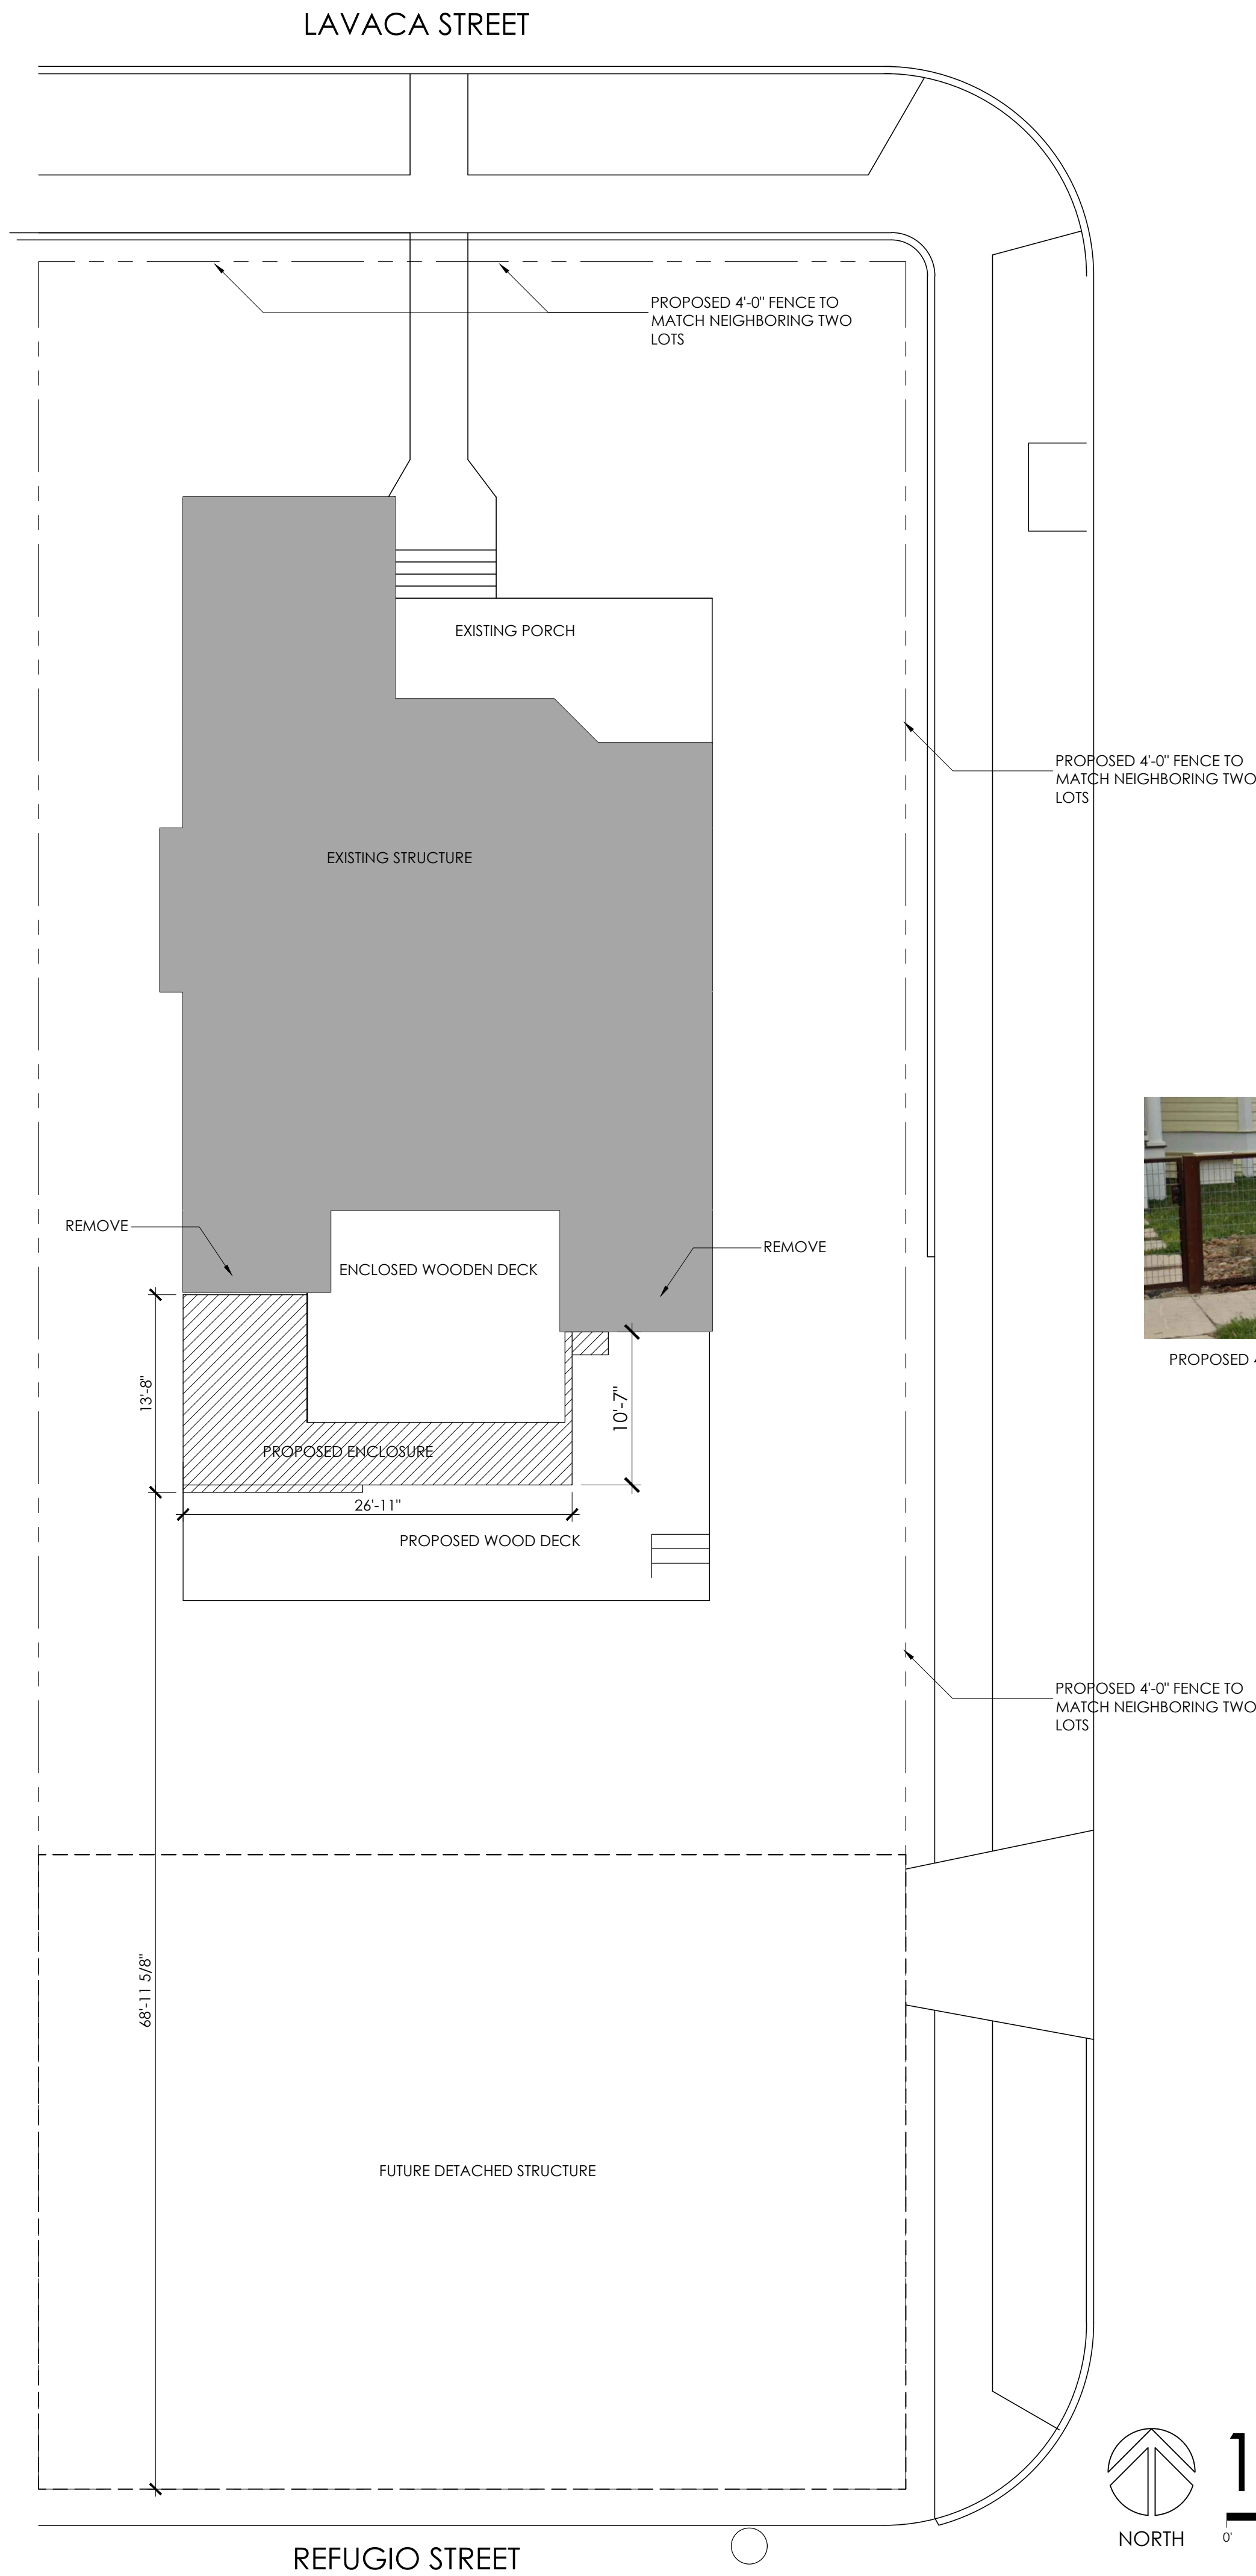 LAVACA STREET
PROPOSED 4'-0" FENCE TO
MATCH NEIGHBORING TWO
LOTS
EXISTING PORCH
PROPOSED 4'-0" FENCE TO
MATCH NEIGHBORING TWO
LOTS
EXISTING STRUCTURE
REMOVE
REMOVE
ENCLOSED WOODEN DECK
PROPOSED 4
13'-8"
10'-7"
PROPOSED ENCLOSURE
26'-11"
PROPOSED WOOD DECK
PROPOSED 4'-0" FENCE TO
MATCH NEIGHBORING TWO
LOTS
68'-11 5/8"
FUTURE DETACHED STRUCTURE
1
NORTH
0'
REFUGIO STREET